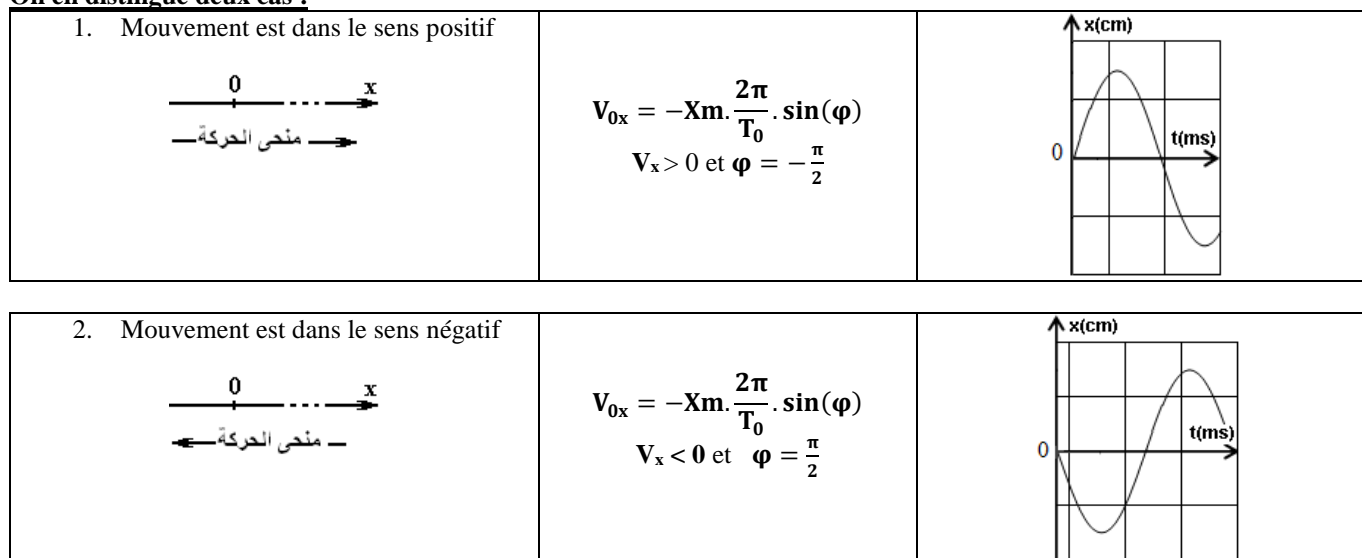 On en distingue deux cas :
1. Mouvement est dans le sens positif
0 x
منحى الحركة
V₀ₓ = −Xm. 2π/T₀ . sin(φ)
Vₓ > 0 et φ = − π/2
x(cm)
t(ms)
0
2. Mouvement est dans le sens négatif
0 x
منحى الحركة
V₀ₓ = −Xm. 2π/T₀ . sin(φ)
Vₓ < 0 et φ = π/2
x(cm)
t(ms)
0